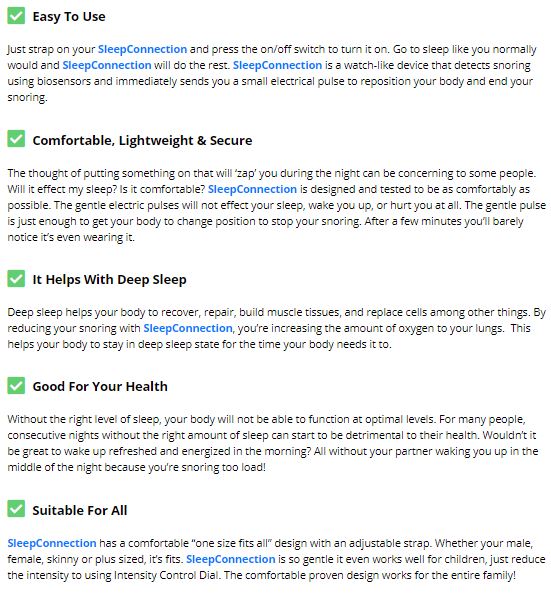 Easy To Use
Just strap on your SleepConnection and press the on/off switch to turn it on. Go to sleep like you normally
would and SleepConnection will do the rest. SleepConnection is a watch-like device that detects snoring
using biosensors and immediately sends you a small electrical pulse to reposition your body and end your
snoring.
Comfortable, Lightweight & Secure
The thought of putting something on that will ‘zap’ you during the night can be concerning to some people.
Will it effect my sleep? Is it comfortable? SleepConnection is designed and tested to be as comfortably as
possible. The gentle electric pulses will not effect your sleep, wake you up, or hurt you at all. The gentle pulse
is just enough to get your body to change position to stop your snoring. After a few minutes you’ll barely
notice it’s even wearing it.
It Helps With Deep Sleep
Deep sleep helps your body to recover, repair, build muscle tissues, and replace cells among other things. By
reducing your snoring with SleepConnection, you’re increasing the amount of oxygen to your lungs. This
helps your body to stay in deep sleep state for the time your body needs it to.
Good For Your Health
Without the right level of sleep, your body will not be able to function at optimal levels. For many people,
consecutive nights without the right amount of sleep can start to be detrimental to their health. Wouldn’t it
be great to wake up refreshed and energized in the morning? All without your partner waking you up in the
middle of the night because you’re snoring too load!
Suitable For All
SleepConnection has a comfortable “one size fits all” design with an adjustable strap. Whether your male,
female, skinny or plus sized, it’s fits. SleepConnection is so gentle it even works well for children, just reduce
the intensity to using Intensity Control Dial. The comfortable proven design works for the entire family!